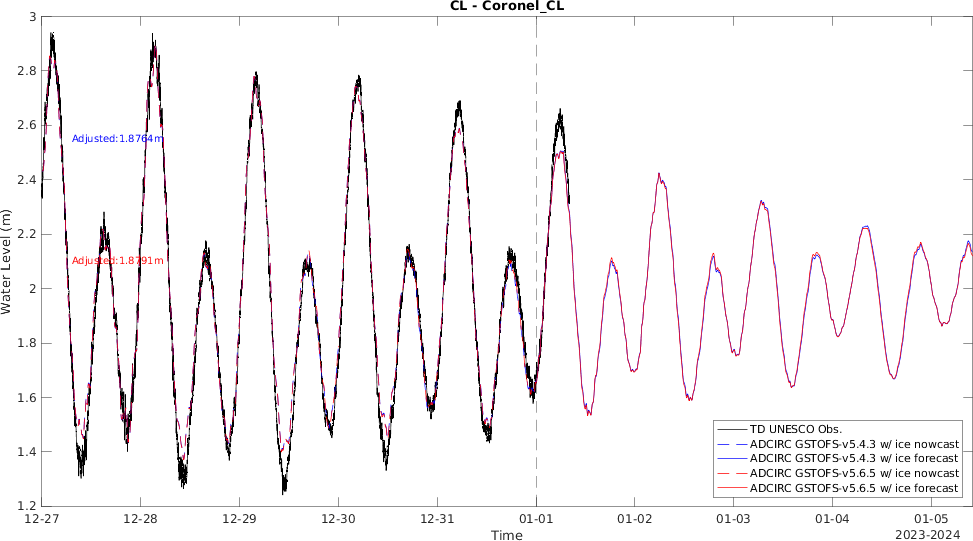 CL - Coronel_CL
3
2.8
2.6
2.4
2.2
2
1.8
1.6
1.4
1.2
Water Level (m)
Adjusted:1.8764m
Adjusted:1.8791m
TD UNESCO Obs.
ADCIRC GSTOFS-v5.4.3 w/ ice nowcast
ADCIRC GSTOFS-v5.4.3 w/ ice forecast
ADCIRC GSTOFS-v5.6.5 w/ ice nowcast
ADCIRC GSTOFS-v5.6.5 w/ ice forecast
12-27 12-28 12-29 12-30 12-31 01-01 01-02 01-03 01-04 01-05
Time
2023-2024